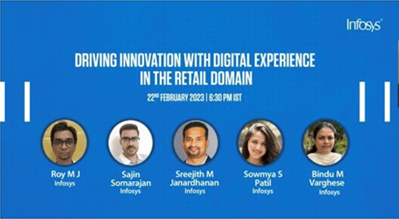 Infosys
DRIVING INNOVATION WITH DIGITAL EXPERIENCE
IN THE RETAIL DOMAIN
22ND FEBRUARY 2023 | 6:30 PM IST
Roy M J
Infosys
Sajin
Somarajan
Infosys
Sreejith M
Janardhanan
Infosys
Sowmya S
Patil
Infosys
Bindu M
Varghese
Infosys